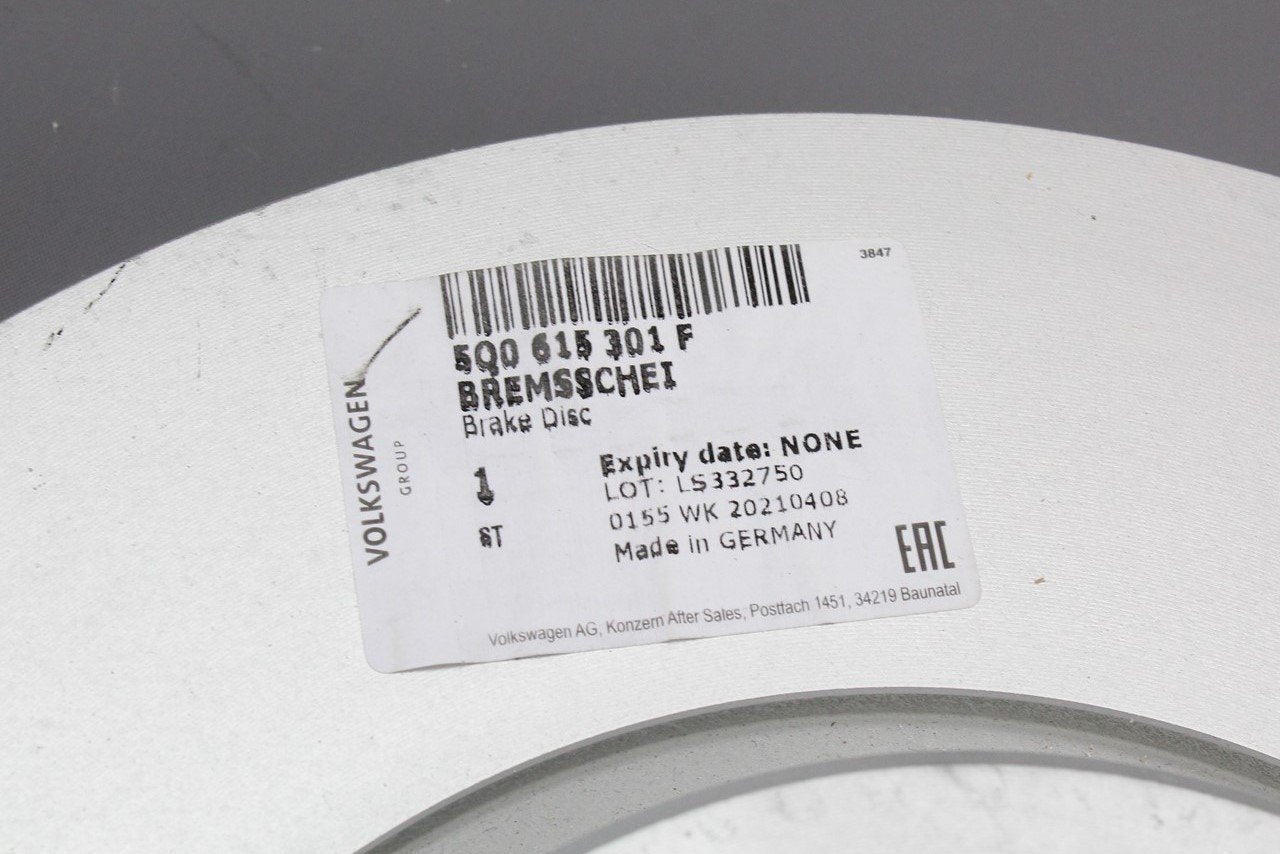 3847
5Q0 615 301 F
BREMSSCHEI
Brake Disc
VOLKSWAGEN
GROUP
1
ST
Expiry date: NONE
LOT: LS332750
0155 WK 20210408
Made in GERMANY
EAC
Volkswagen AG, Konzern After Sales, Postfach 1451, 34219 Baunatal